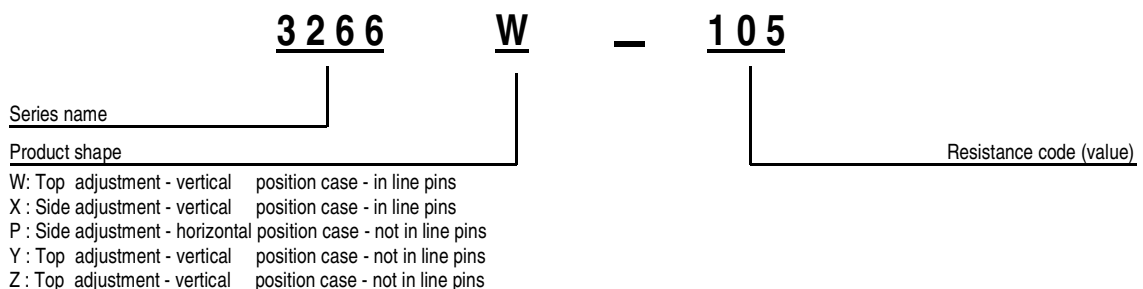 3266 W – 105
Series name
Product shape
Resistance code (value)
W: Top adjustment - vertical position case - in line pins
X : Side adjustment - vertical position case - in line pins
P : Side adjustment - horizontal position case - not in line pins
Y : Top adjustment - vertical position case - not in line pins
Z : Top adjustment - vertical position case - not in line pins